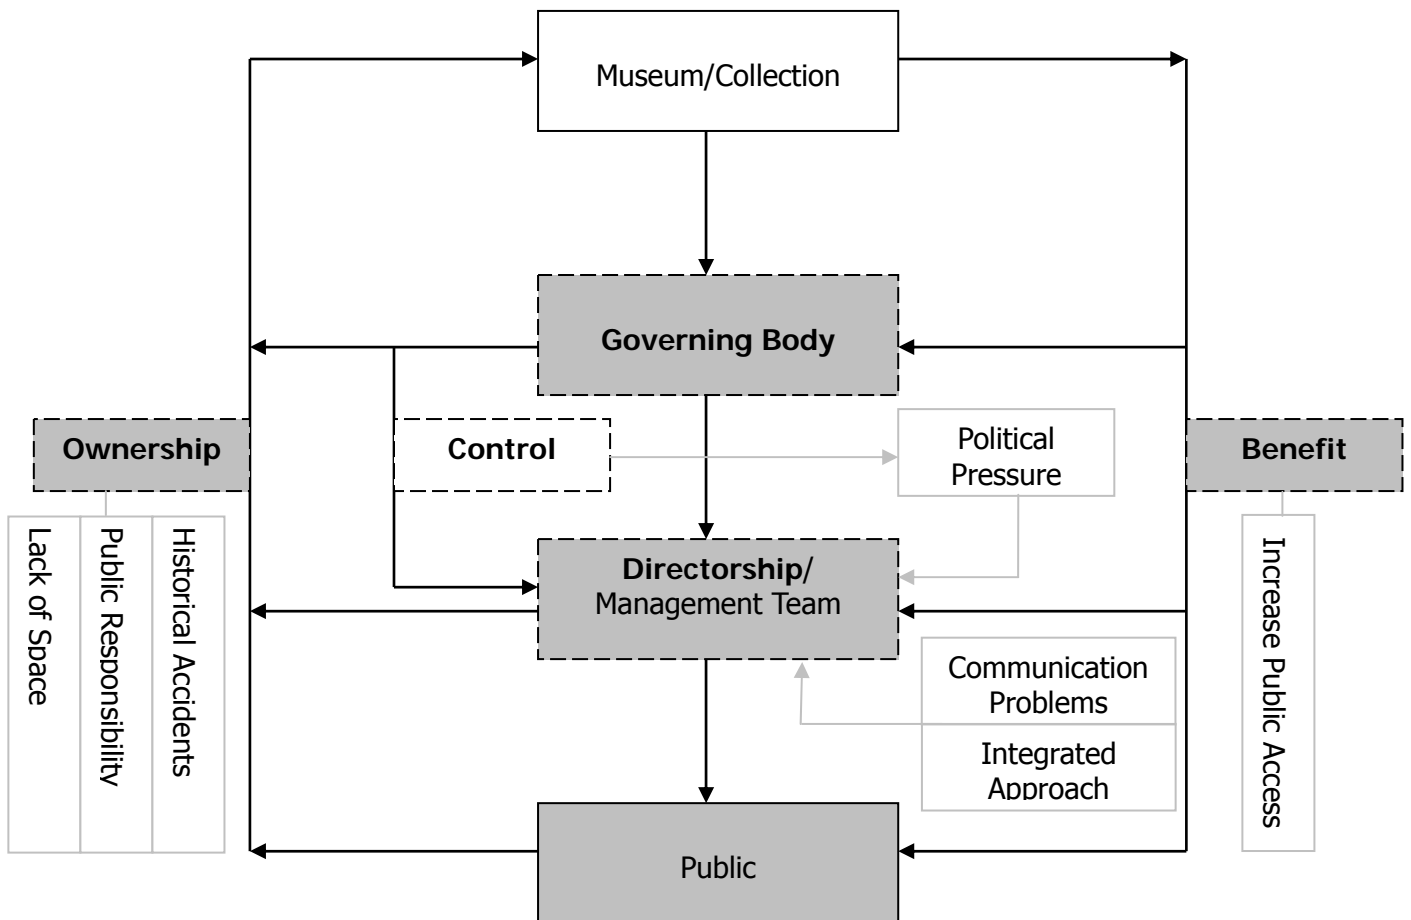 Museum/Collection
Governing Body
Ownership
Control
Political
Pressure
Benefit
Historical Accidents
Public Responsibility
Lack of Space
Directorship/
Management Team
Increase Public Access
Communication
Problems
Integrated
Approach
Public